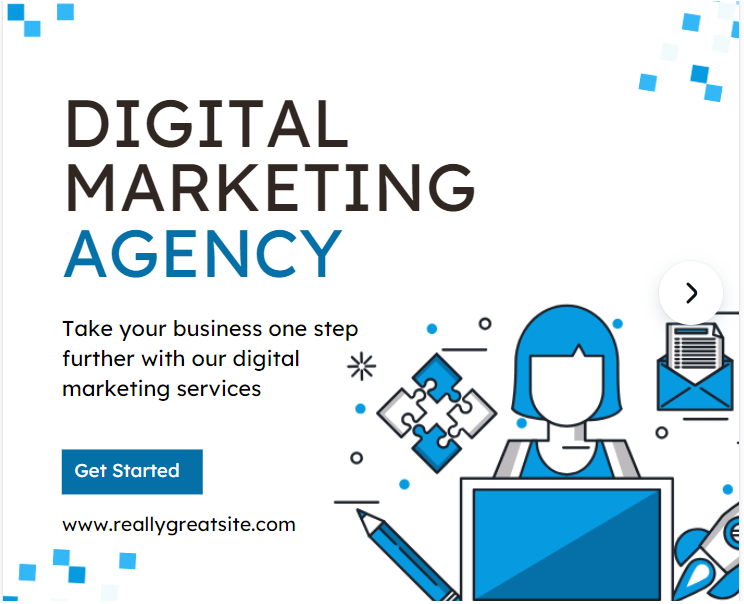 DIGITAL
MARKETING
AGENCY
Take your business one step
further with our digital
marketing services
Get Started
www.reallygreatsite.com